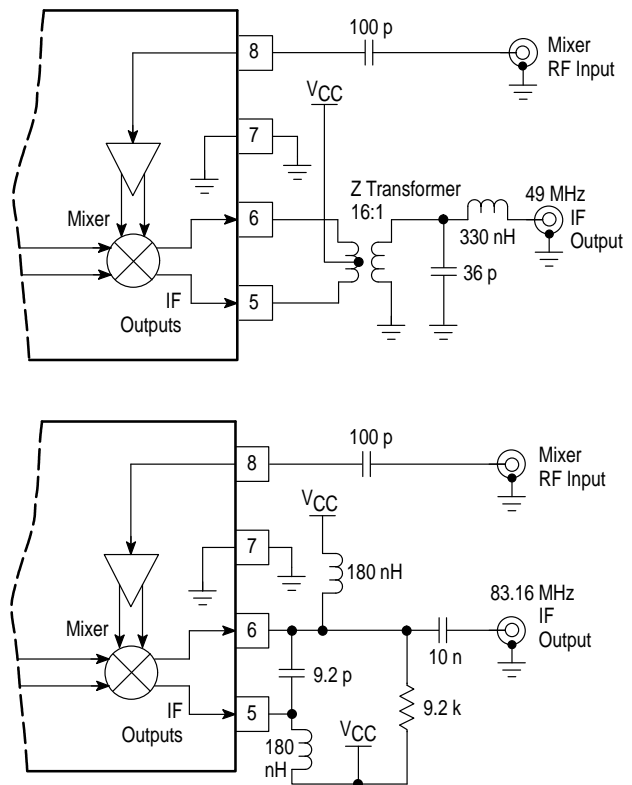 8
100 p
Mixer
RF Input
VCC
7
Z Transformer
16:1
Mixer
6
49 MHz
IF
Output
330 nH
36 p
IF
Outputs
5
8
100 p
Mixer
RF Input
VCC
7
180 nH
83.16 MHz
IF
Output
Mixer
6
10 n
9.2 p
IF
Outputs
5
VCC
9.2 k
180
nH